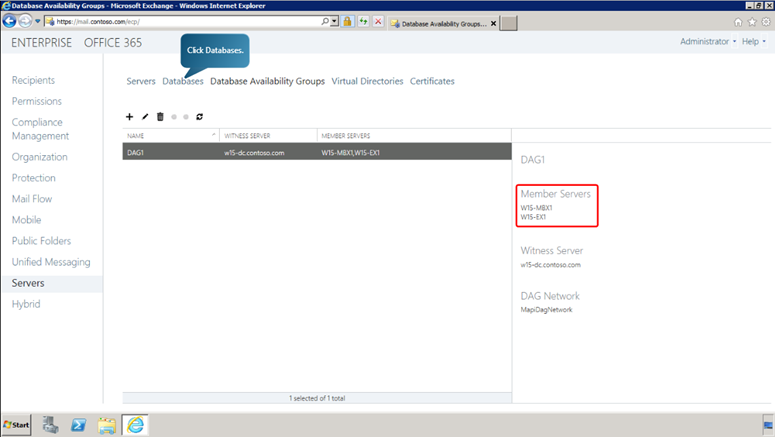 Database Availability Groups - Microsoft Exchange - Windows Internet Explorer
https://mail.contoso.com/ecp/
Database Availability Groups...
ENTERPRISE OFFICE 365
Administrator
Help
Click Databases.
Servers Databases Database Availability Groups Virtual Directories Certificates
Recipients
Permissions
Compliance
Management
Organization
Protection
Mail Flow
Mobile
Public Folders
Unified Messaging
Servers
Hybrid
NAME WITNESS SERVER MEMBER SERVERS
DAG1 w15-dc.contoso.com W15-MBX1,W15-EX1
1 selected of 1 total
DAG1
Member Servers
W15-MBX1
W15-EX1
Witness Server
w15-dc.contoso.com
DAG Network
MapiDagNetwork
Start